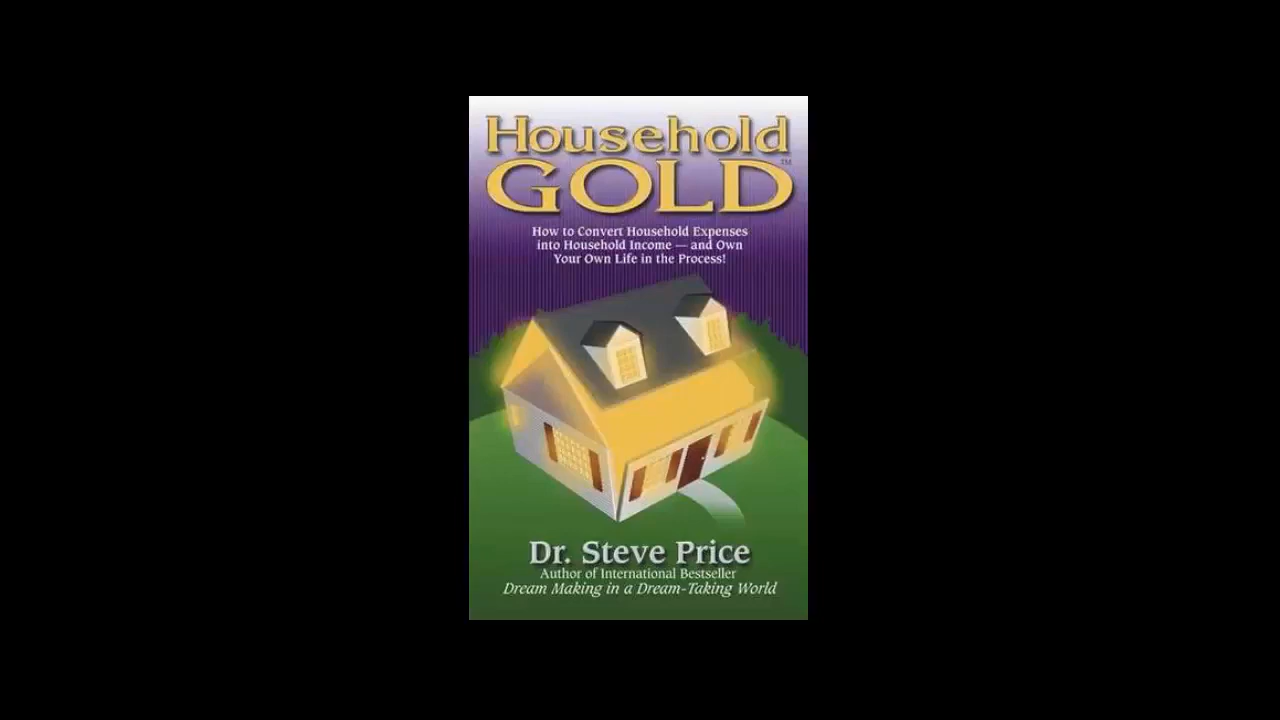 Household
GOLD™
How to Convert Household Expenses
into Household Income — and Own
Your Own Life in the Process!
Dr. Steve Price
Author of International Bestseller
Dream Making in a Dream-Taking World